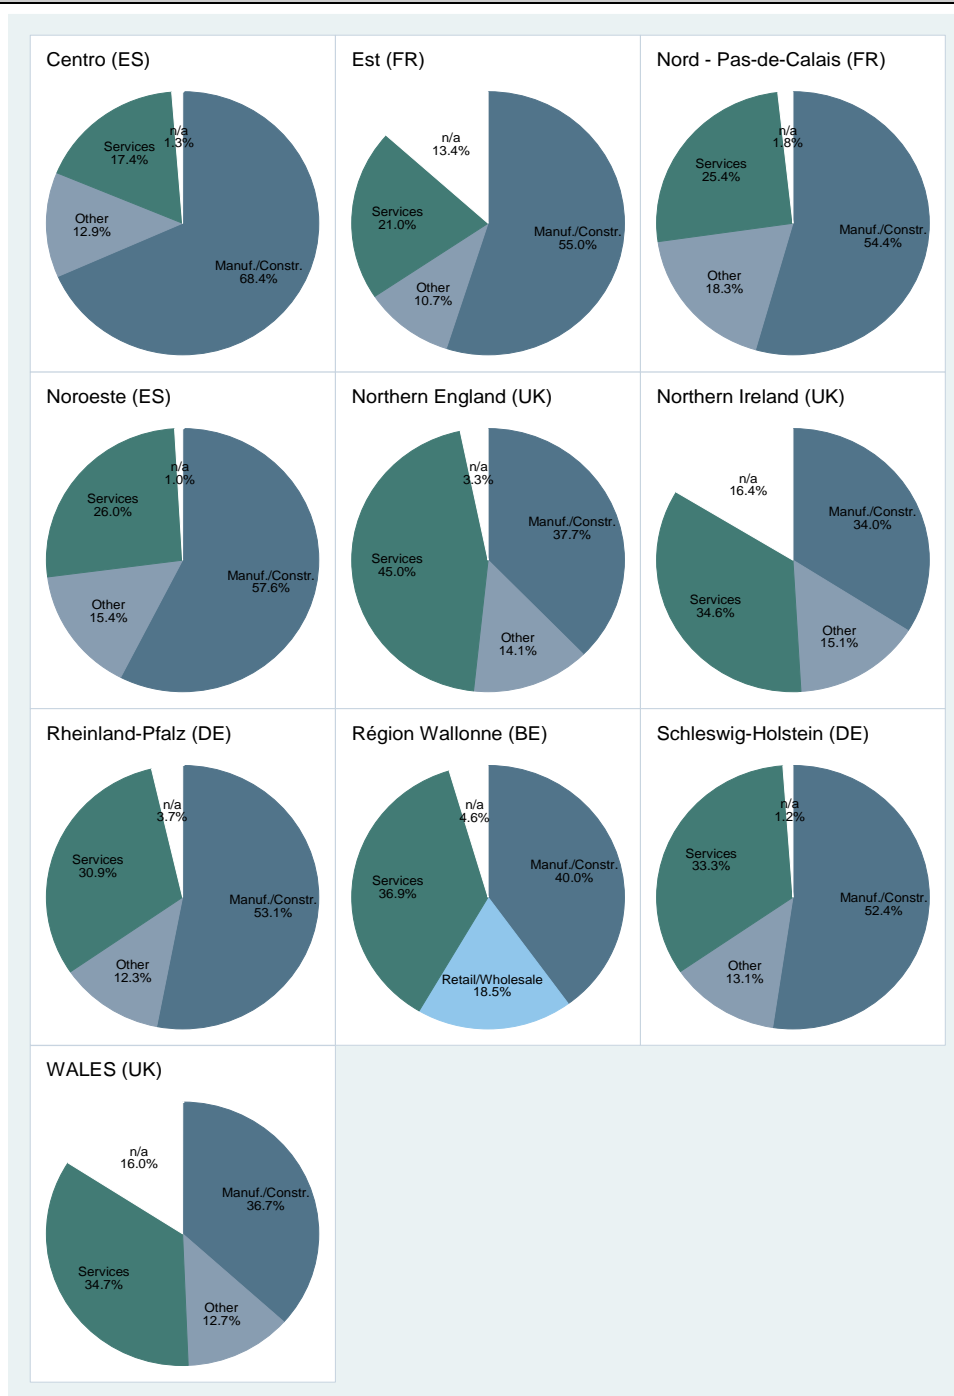 Centro (ES)
n/a
1.3%
Services
17.4%
Other
12.9%
Manuf./Constr.
68.4%
Est (FR)
n/a
13.4%
Services
21.0%
Manuf./Constr.
55.0%
Other
10.7%
Nord - Pas-de-Calais (FR)
n/a
1.8%
Services
25.4%
Manuf./Constr.
54.4%
Other
18.3%
Noroeste (ES)
n/a
1.0%
Services
26.0%
Manuf./Constr.
57.6%
Other
15.4%
Northern England (UK)
n/a
3.3%
Manuf./Constr.
37.7%
Services
45.0%
Other
14.1%
Northern Ireland (UK)
n/a
16.4%
Manuf./Constr.
34.0%
Services
34.6%
Other
15.1%
Rheinland-Pfalz (DE)
n/a
3.7%
Services
30.9%
Manuf./Constr.
53.1%
Other
12.3%
Région Wallonne (BE)
n/a
4.6%
Manuf./Constr.
40.0%
Services
36.9%
Retail/Wholesale
18.5%
Schleswig-Holstein (DE)
n/a
1.2%
Services
33.3%
Manuf./Constr.
52.4%
Other
13.1%
WALES (UK)
n/a
16.0%
Manuf./Constr.
36.7%
Services
34.7%
Other
12.7%